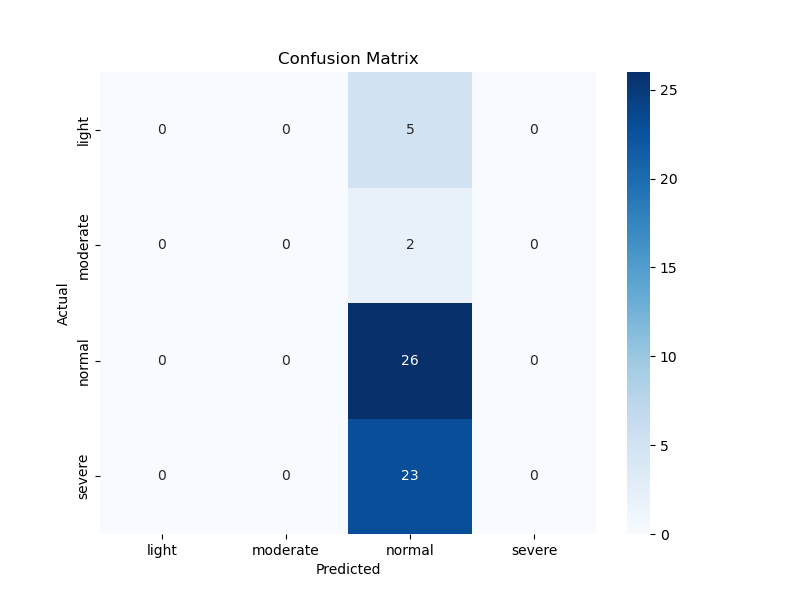 Confusion Matrix
Actual
light
0 0 5 0
moderate
0 0 2 0
normal
0 0 26 0
severe
0 0 23 0
light moderate normal severe
Predicted
25
20
15
10
5
0